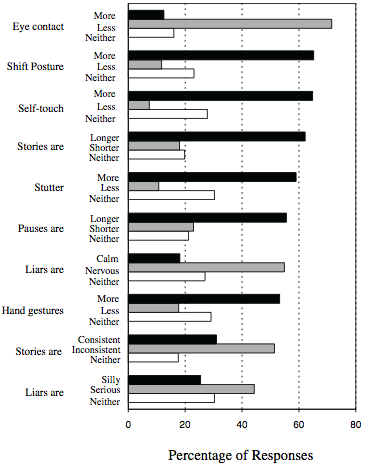 Eye contact
More
Less
Neither
Shift Posture
More
Less
Neither
Self-touch
More
Less
Neither
Stories are
Longer
Shorter
Neither
Stutter
More
Less
Neither
Pauses are
Longer
Shorter
Neither
Liars are
Calm
Nervous
Neither
Hand gestures
More
Less
Neither
Stories are
Consistent
Inconsistent
Neither
Liars are
Silly
Serious
Neither
0 20 40 60 80
Percentage of Responses